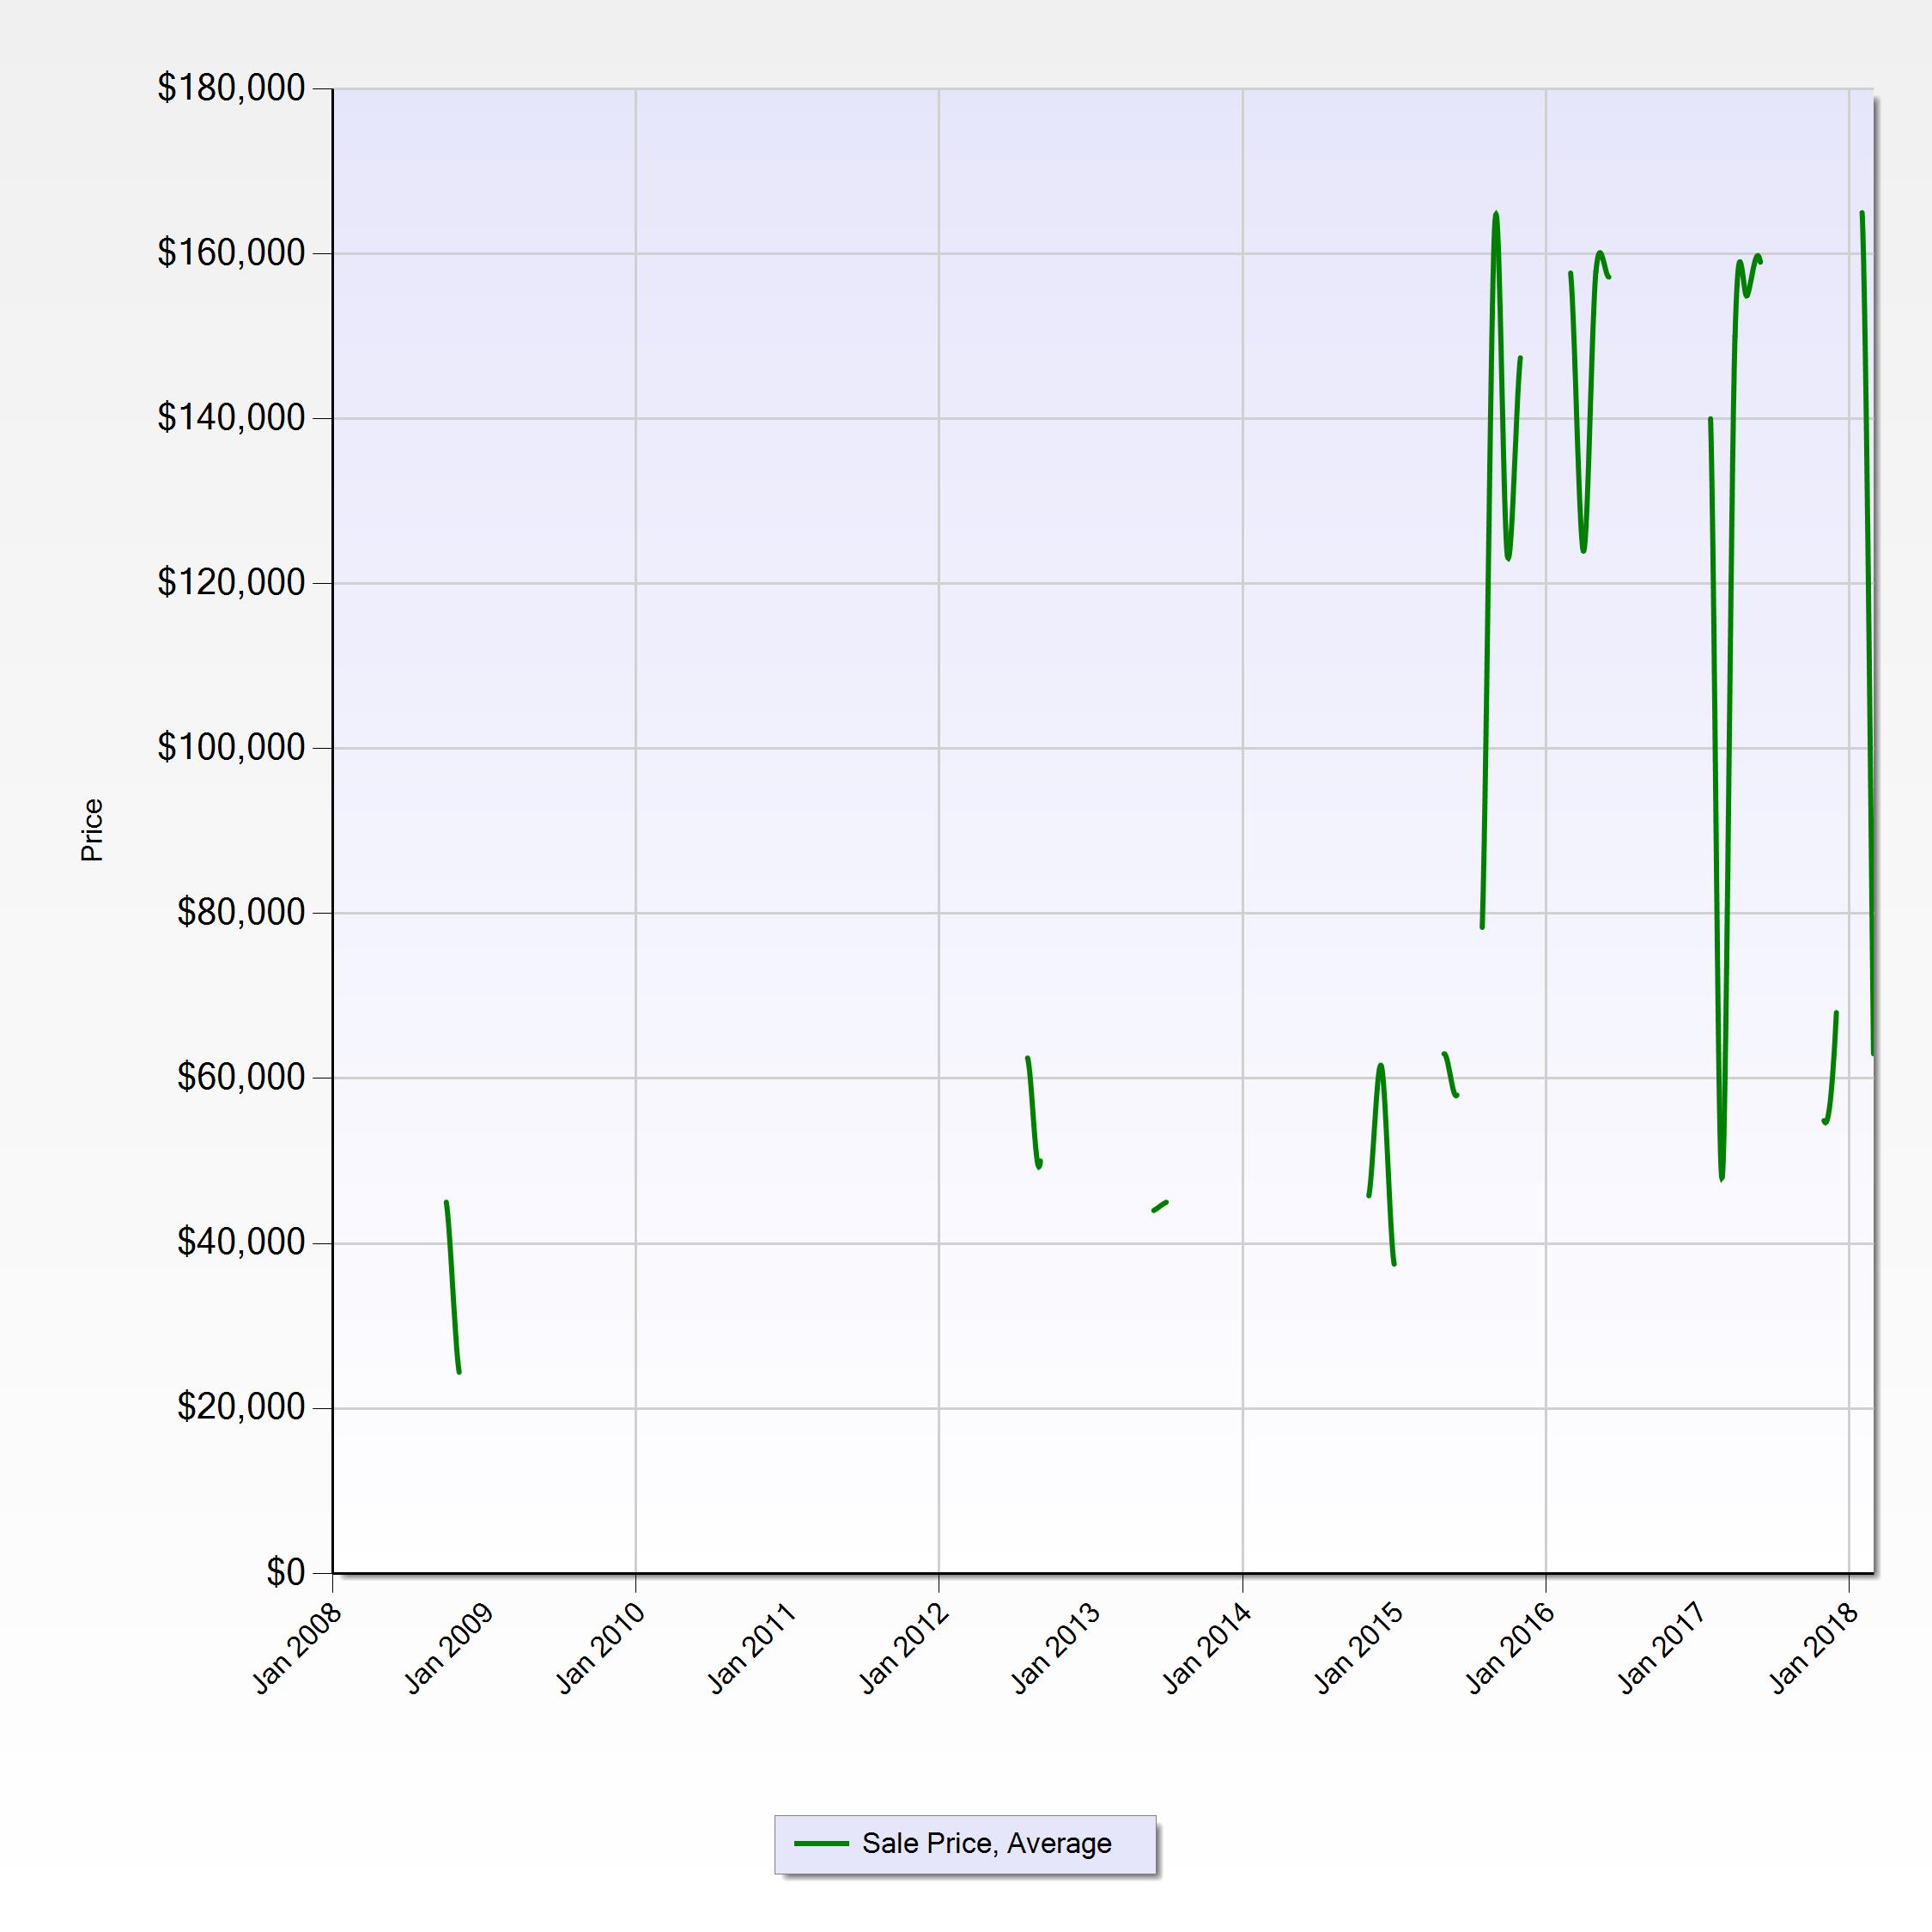 $180,000
$160,000
$140,000
$120,000
$100,000
$80,000
$60,000
$40,000
$20,000
$0
Price
Jan 2008
Jan 2009
Jan 2010
Jan 2011
Jan 2012
Jan 2013
Jan 2014
Jan 2015
Jan 2016
Jan 2017
Jan 2018
Sale Price, Average